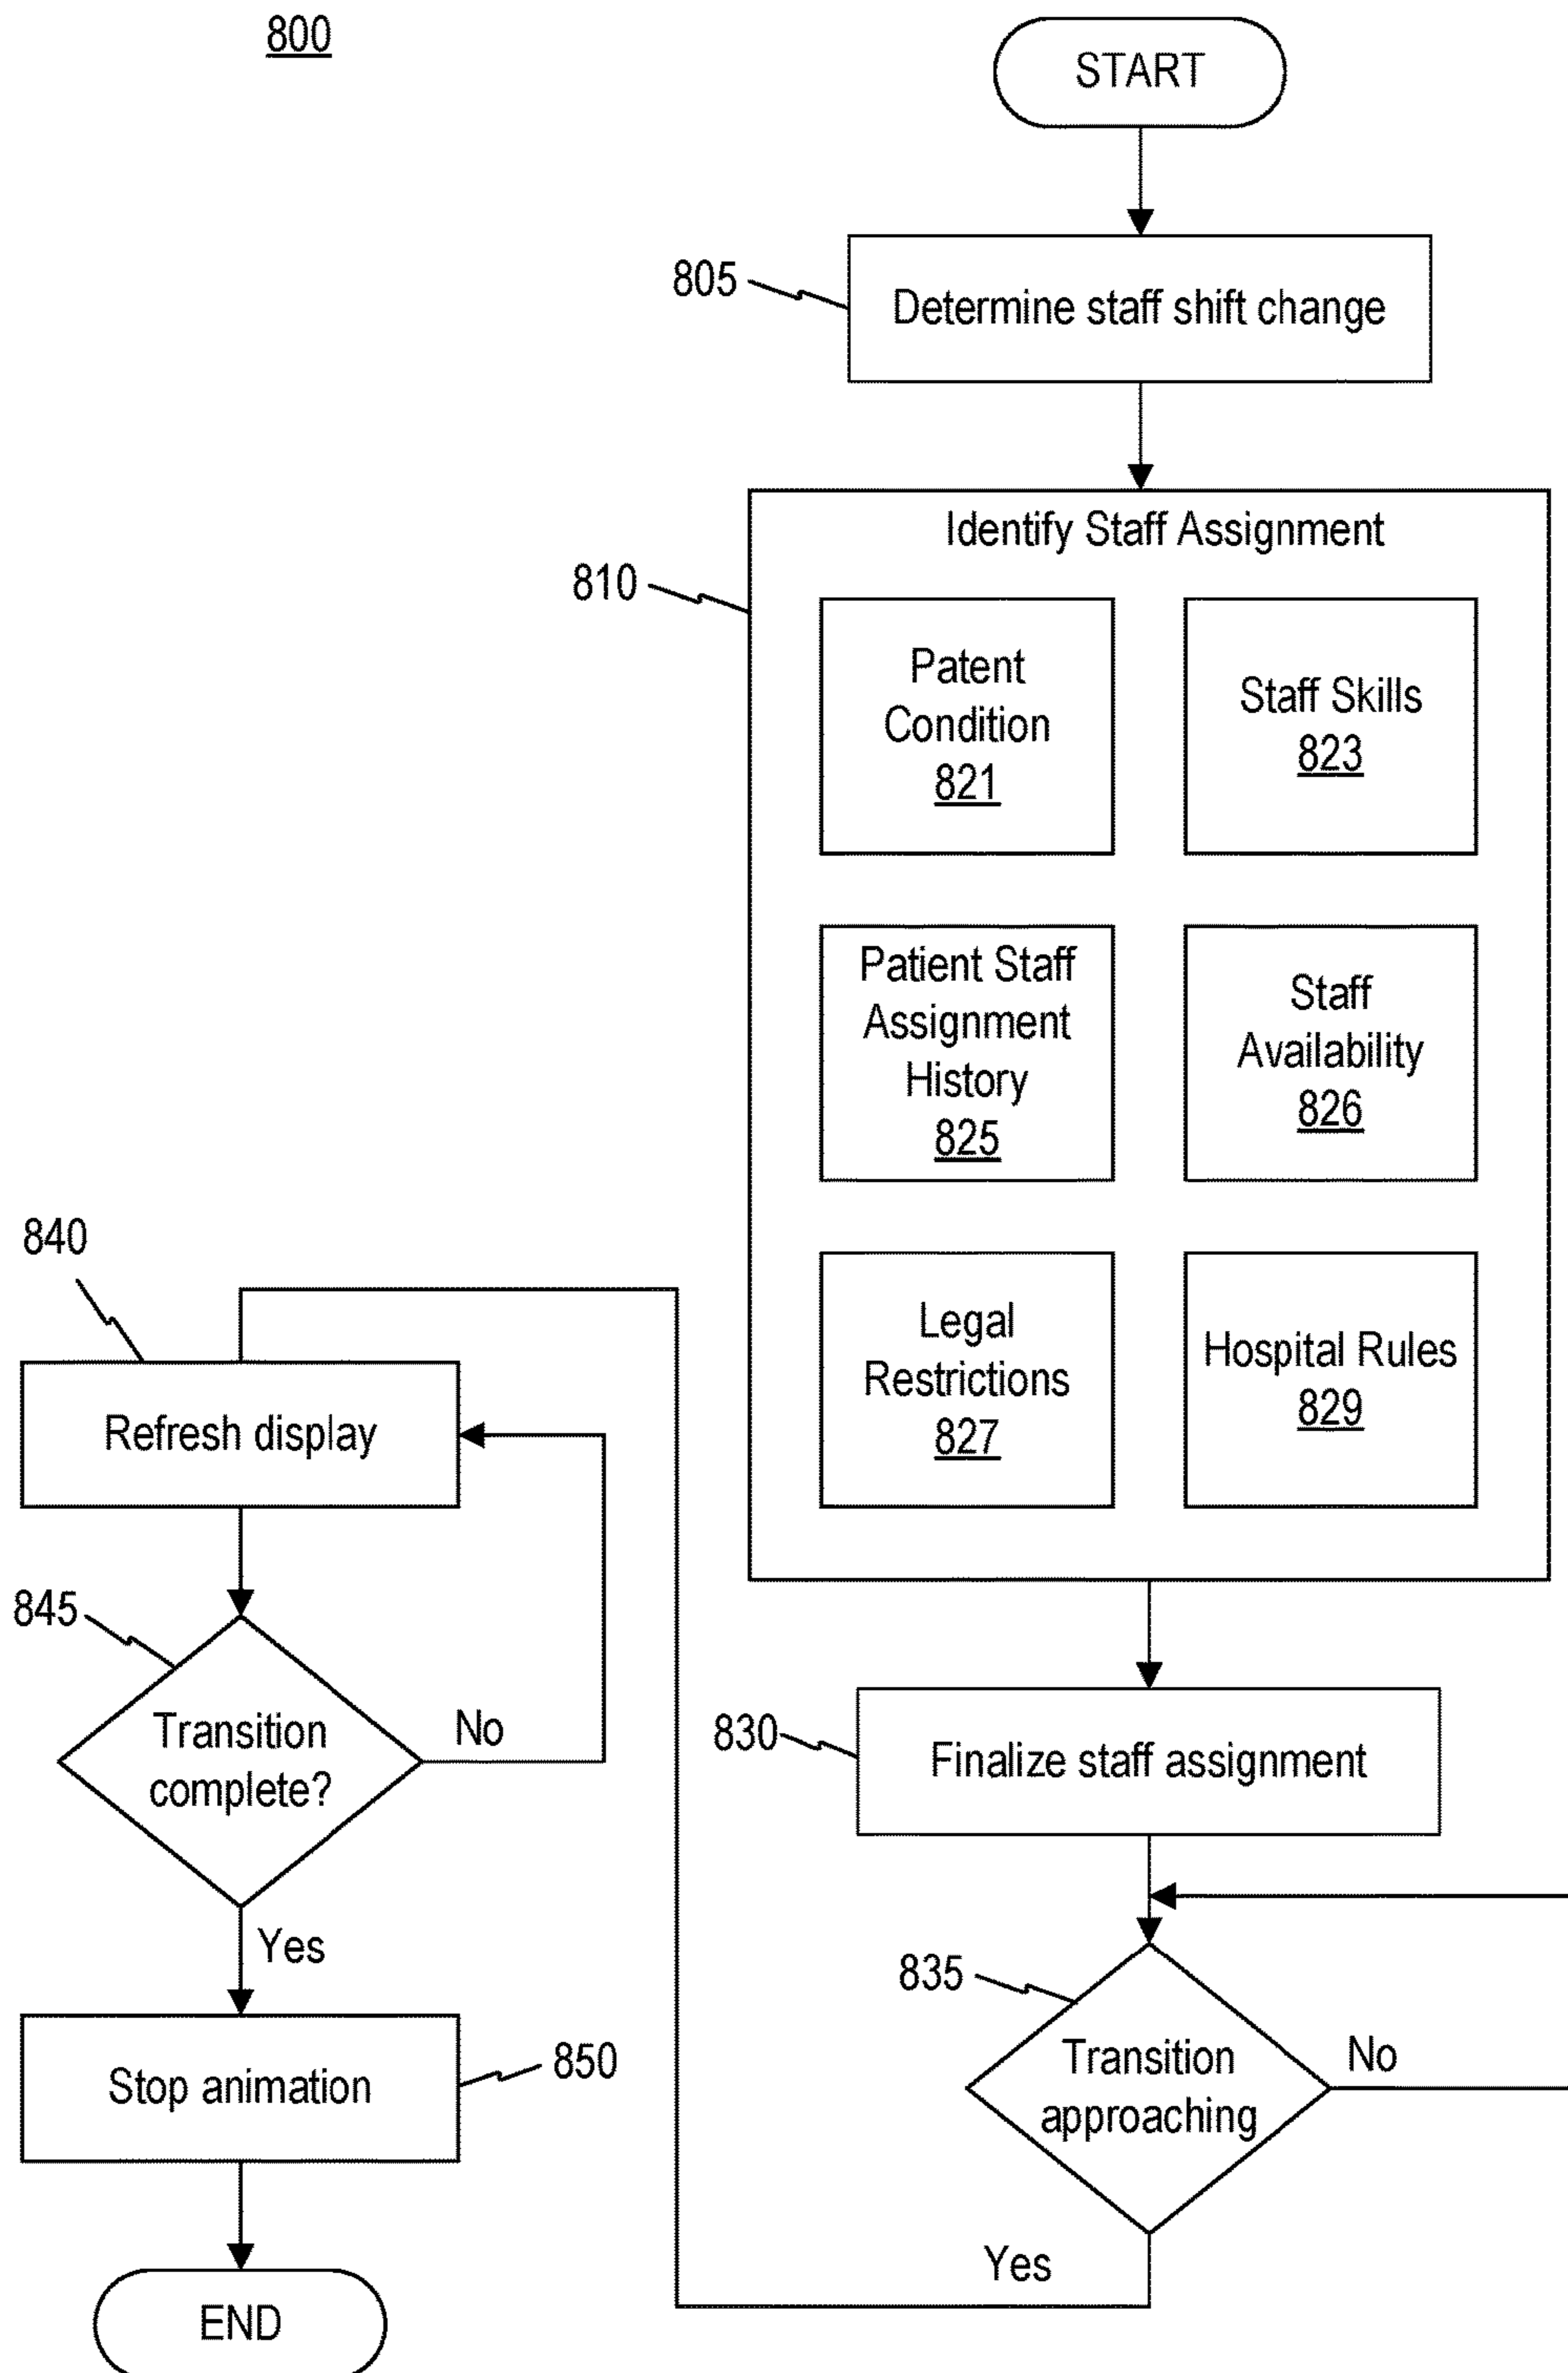 800
START
805
Determine staff shift change
810
Identify Staff Assignment
Patent
Condition
821
Staff Skills
823
Patient Staff
Assignment
History
825
Staff
Availability
826
Legal
Restrictions
827
Hospital Rules
829
830
Finalize staff assignment
835
Transition
approaching
No
Yes
840
Refresh display
845
Transition
complete?
No
Yes
Stop animation
850
END